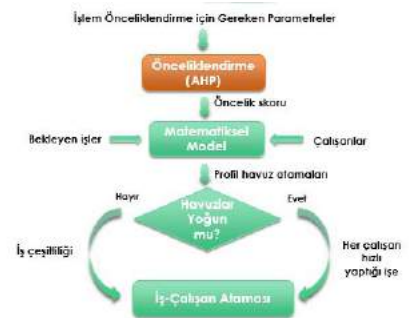 İşlem Önceliklendirme için Gereken Parametreler
Önceliklendirme
(AHP)
Öncelik skoru
Bekleyen işler
Matematiksel
Model
Çalışanlar
Profil havuz atamaları
Hayır
Evet
Havuzlar
Yoğun
mu?
İş çeşitliliği
Her çalışan
hızlı
yaptığı işe
İş-Çalışan Ataması